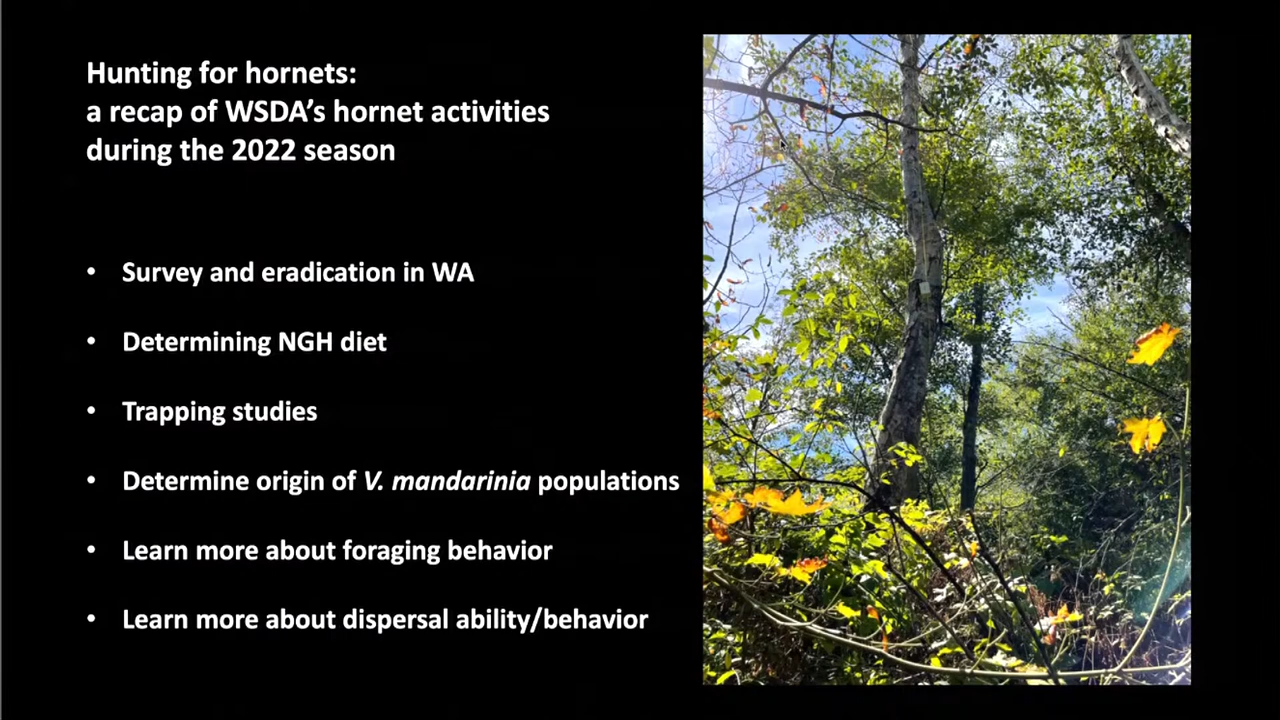 Hunting for hornets:
a recap of WSDA’s hornet activities
during the 2022 season
• Survey and eradication in WA
• Determining NGH diet
• Trapping studies
• Determine origin of V. mandarinia populations
• Learn more about foraging behavior
• Learn more about dispersal ability/behavior